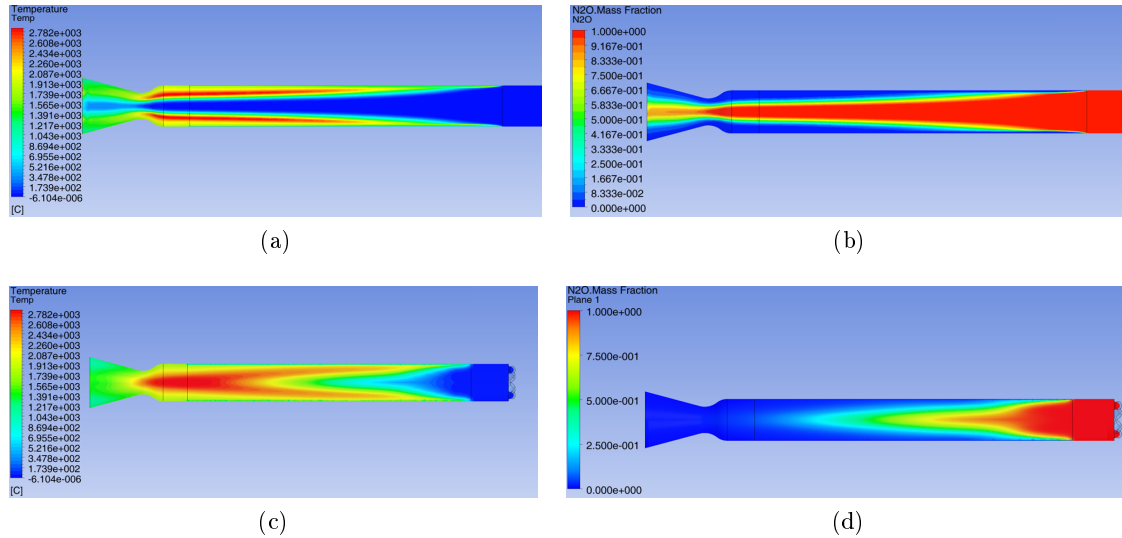 Temperature
Temp
2.782e+003
2.608e+003
2.434e+003
2.260e+003
2.087e+003
1.913e+003
1.739e+003
1.565e+003
1.391e+003
1.217e+003
1.043e+003
8.694e+002
6.955e+002
5.216e+002
3.478e+002
1.739e+002
-6.104e-006
[C]
(a)
N2O.Mass Fraction
N2O
1.000e+000
9.167e-001
8.333e-001
7.500e-001
6.667e-001
5.833e-001
5.000e-001
4.167e-001
3.333e-001
2.500e-001
1.667e-001
8.333e-002
0.000e+000
(b)
Temperature
Temp
2.782e+003
2.608e+003
2.434e+003
2.260e+003
2.087e+003
1.913e+003
1.739e+003
1.565e+003
1.391e+003
1.217e+003
1.043e+003
8.694e+002
6.955e+002
5.216e+002
3.478e+002
1.739e+002
-6.104e-006
[C]
(c)
N2O.Mass Fraction
Plane 1
1.000e+000
7.500e-001
5.000e-001
2.500e-001
0.000e+000
(d)